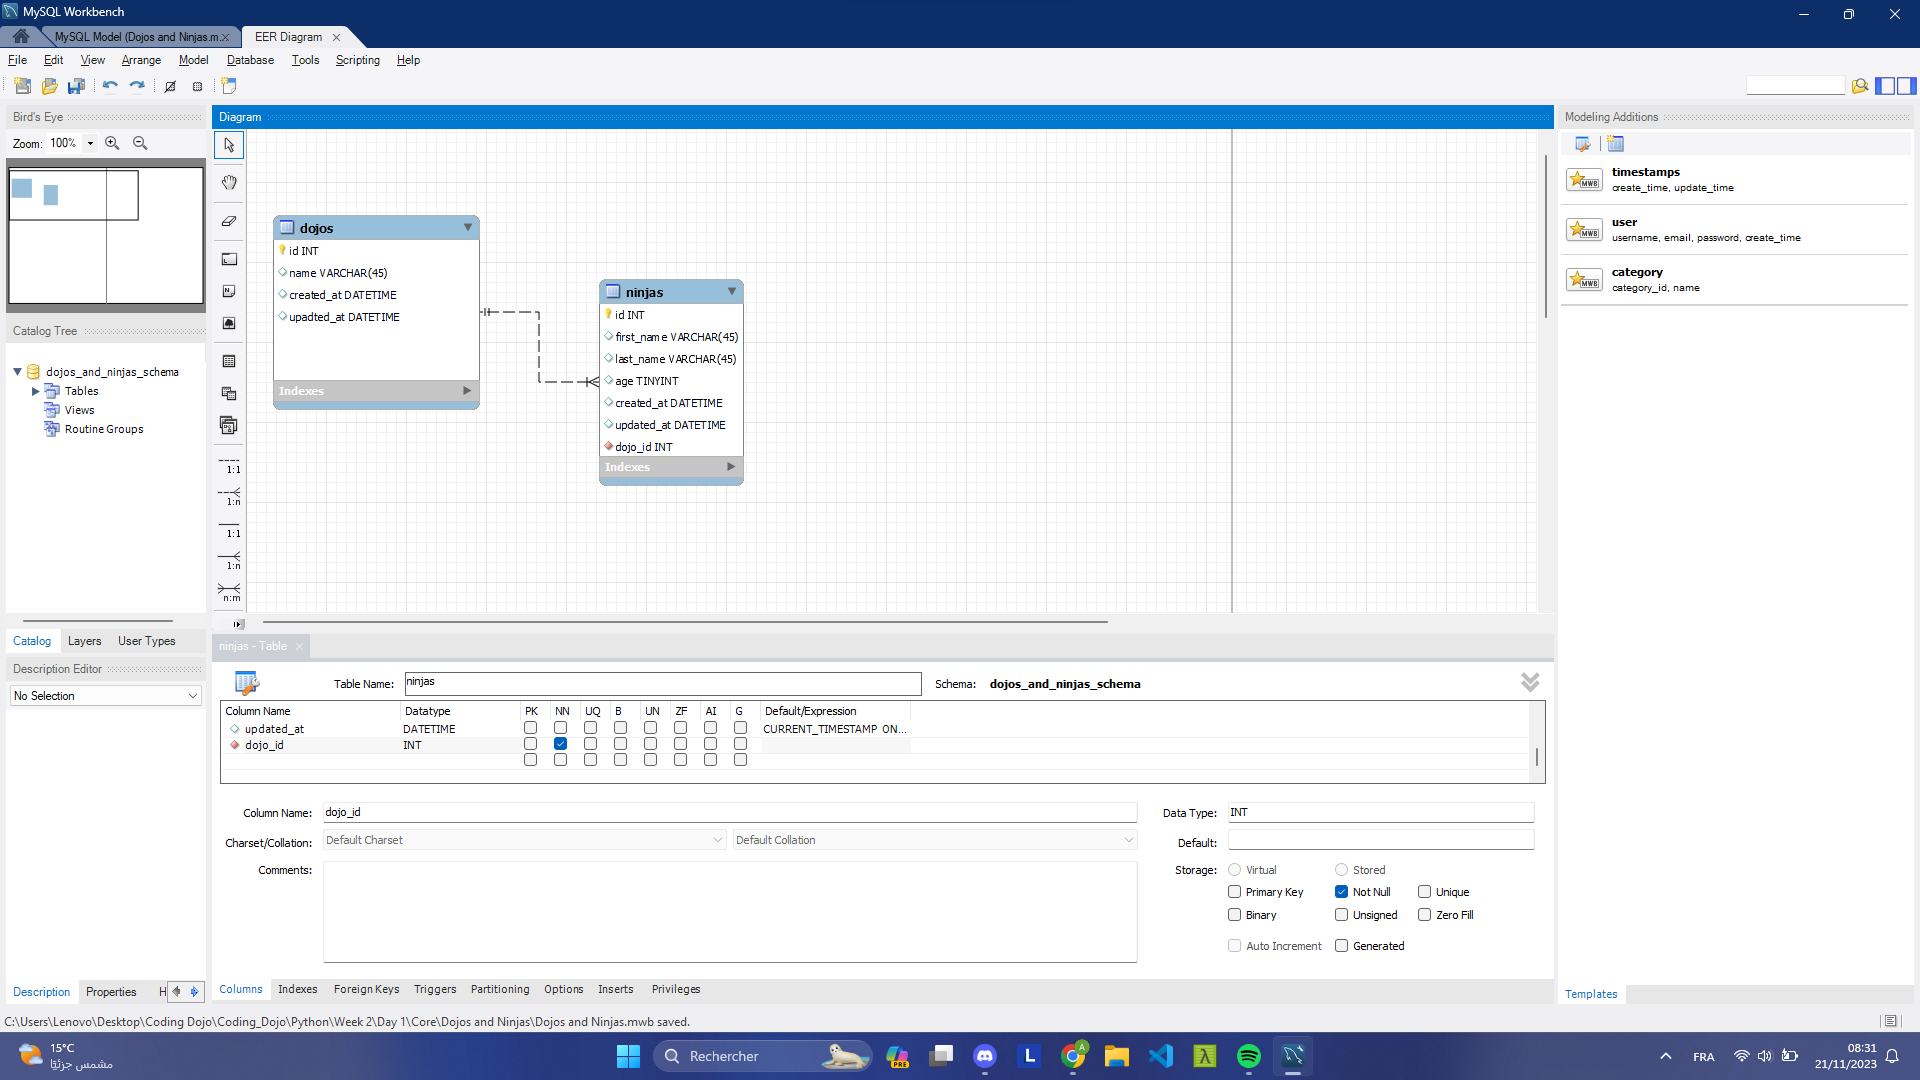 MySQL Workbench
MySQL Model (Dojos and Ninjas.m...
EER Diagram
File Edit View Arrange Model Database Tools Scripting Help
Bird's Eye
Zoom: 100%
Catalog Tree
dojos_and_ninjas_schema
Tables
Views
Routine Groups
Catalog Layers User Types
Description Editor
No Selection
Description Properties H
Diagram
1:1
1:n
1:1
1:n
n:m
dojos
id INT
name VARCHAR(45)
created_at DATETIME
upadted_at DATETIME
Indexes
ninjas
id INT
first_name VARCHAR(45)
last_name VARCHAR(45)
age TINYINT
created_at DATETIME
updated_at DATETIME
dojo_id INT
Indexes
Modeling Additions
timestamps
create_time, update_time
user
username, email, password, create_time
category
category_id, name
Templates
ninjas - Table
Table Name: ninjas Schema: dojos_and_ninjas_schema
Column Name Datatype PK NN UQ B UN ZF AI G Default/Expression
updated_at DATETIME CURRENT_TIMESTAMP ON...
dojo_id INT
Column Name: dojo_id Data Type: INT
Charset/Collation: Default Charset Default Collation Default:
Comments: Storage: Virtual Stored
Primary Key Not Null Unique
Binary Unsigned Zero Fill
Auto Increment Generated
Columns Indexes Foreign Keys Triggers Partitioning Options Inserts Privileges
C:\Users\Lenovo\Desktop\Coding Dojo\Coding_Dojo\Python\Week 2\Day 1\Core\Dojos and Ninjas\Dojos and Ninjas.mwb saved.
15°C
مشمس جزئيًا
Rechercher
PRE
L
A
FRA
08:31
21/11/2023